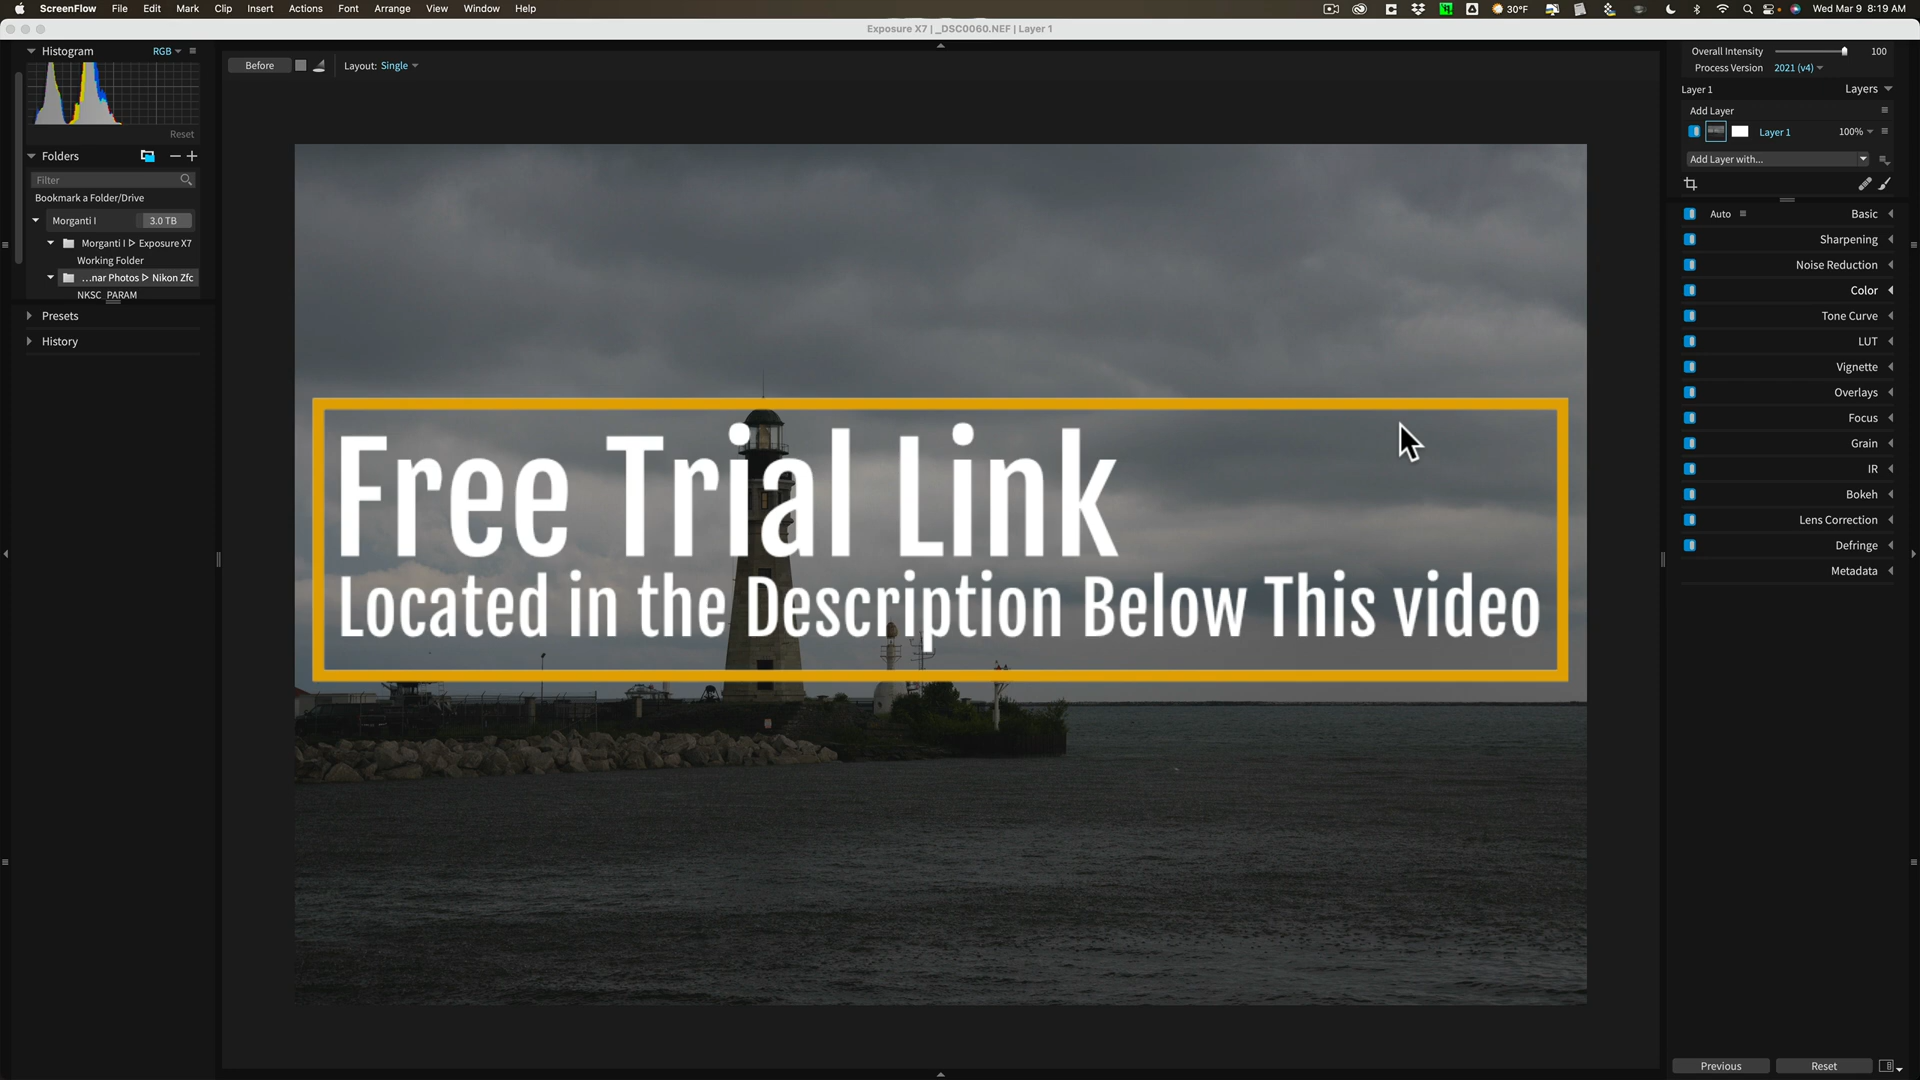 ScreenFlow File Edit Mark Clip Insert Actions Font Arrange View Window Help 30°F Wed Mar 9 8:19 AM
Exposure X7 | _DSC0060.NEF | Layer 1
Histogram RGB
Reset
Folders
Filter
Bookmark a Folder/Drive
Morganti I 3.0 TB
Morganti I ▷ Exposure X7
Working Folder
...nar Photos ▷ Nikon Zfc
NKSC_PARAM
Presets
History
Before Layout: Single
Free Trial Link
Located in the Description Below This video
Overall Intensity 100
Process Version 2021 (v4)
Layer 1 Layers
Add Layer
Layer 1 100%
Add Layer with...
Auto Basic
Sharpening
Noise Reduction
Color
Tone Curve
LUT
Vignette
Overlays
Focus
Grain
IR
Bokeh
Lens Correction
Defringe
Metadata
Previous Reset